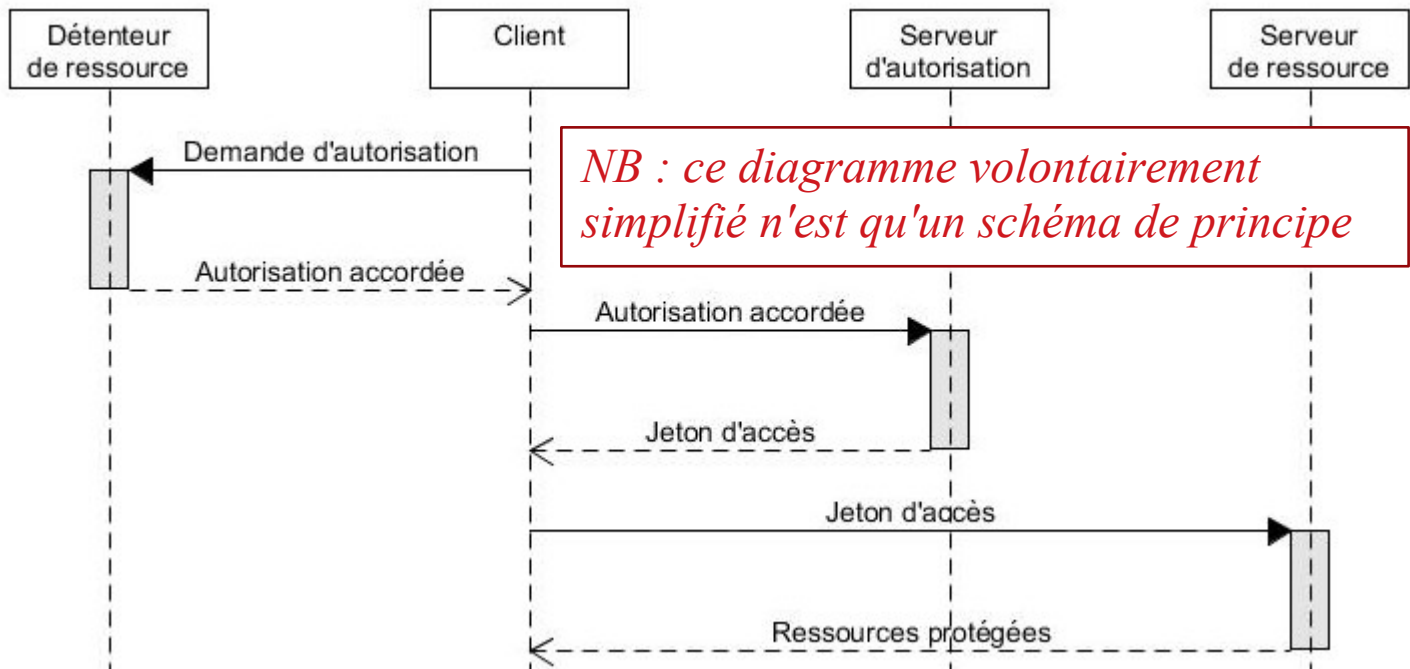 Détenteur
de ressource
Client
Serveur
d'autorisation
Serveur
de ressource
Demande d'autorisation
NB : ce diagramme volontairement
simplifié n'est qu'un schéma de principe
Autorisation accordée
Autorisation accordée
Jeton d'accès
Jeton d'accès
Ressources protégées